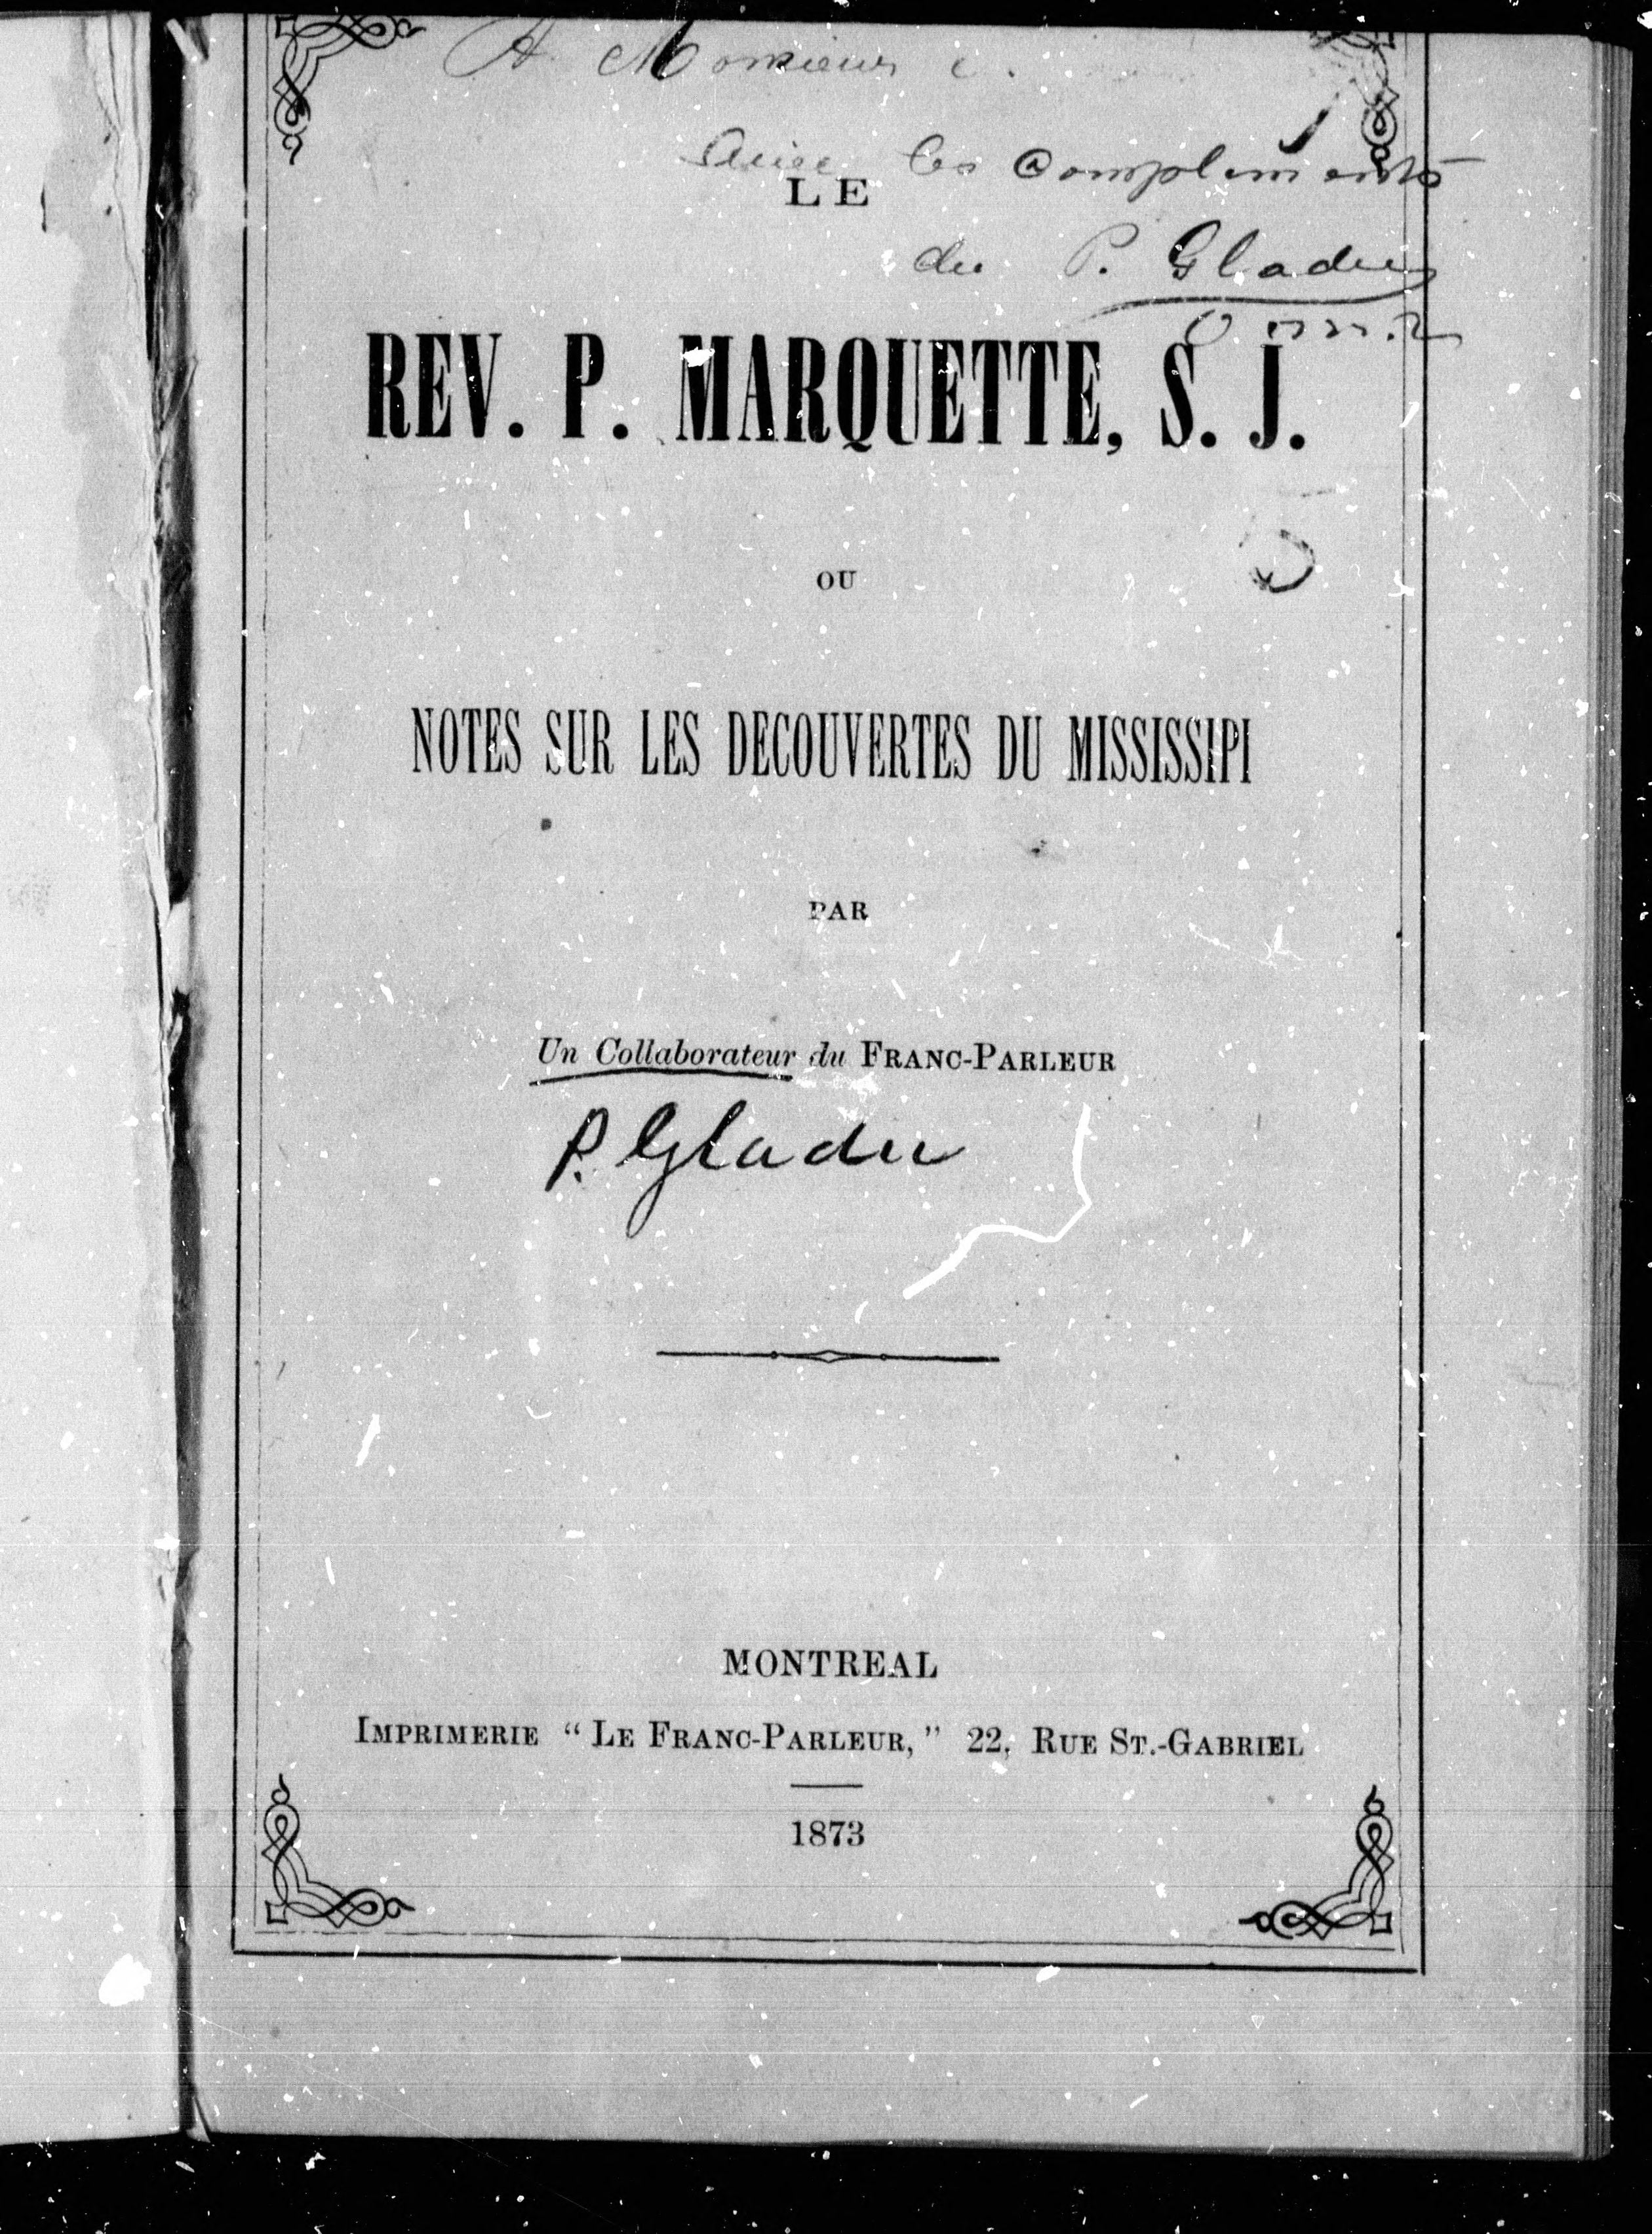 A Monsieur
Avec les Compliments
LE
du P. Gladu
O. M. I.
REV. P. MARQUETTE, S. J.
OU
NOTES SUR LES DECOUVERTES DU MISSISSIPI
PAR
Un Collaborateur du FRANC-PARLEUR
P. Gladu
MONTREAL
IMPRIMERIE “ LE FRANC-PARLEUR, ” 22, RUE ST.-GABRIEL
1873